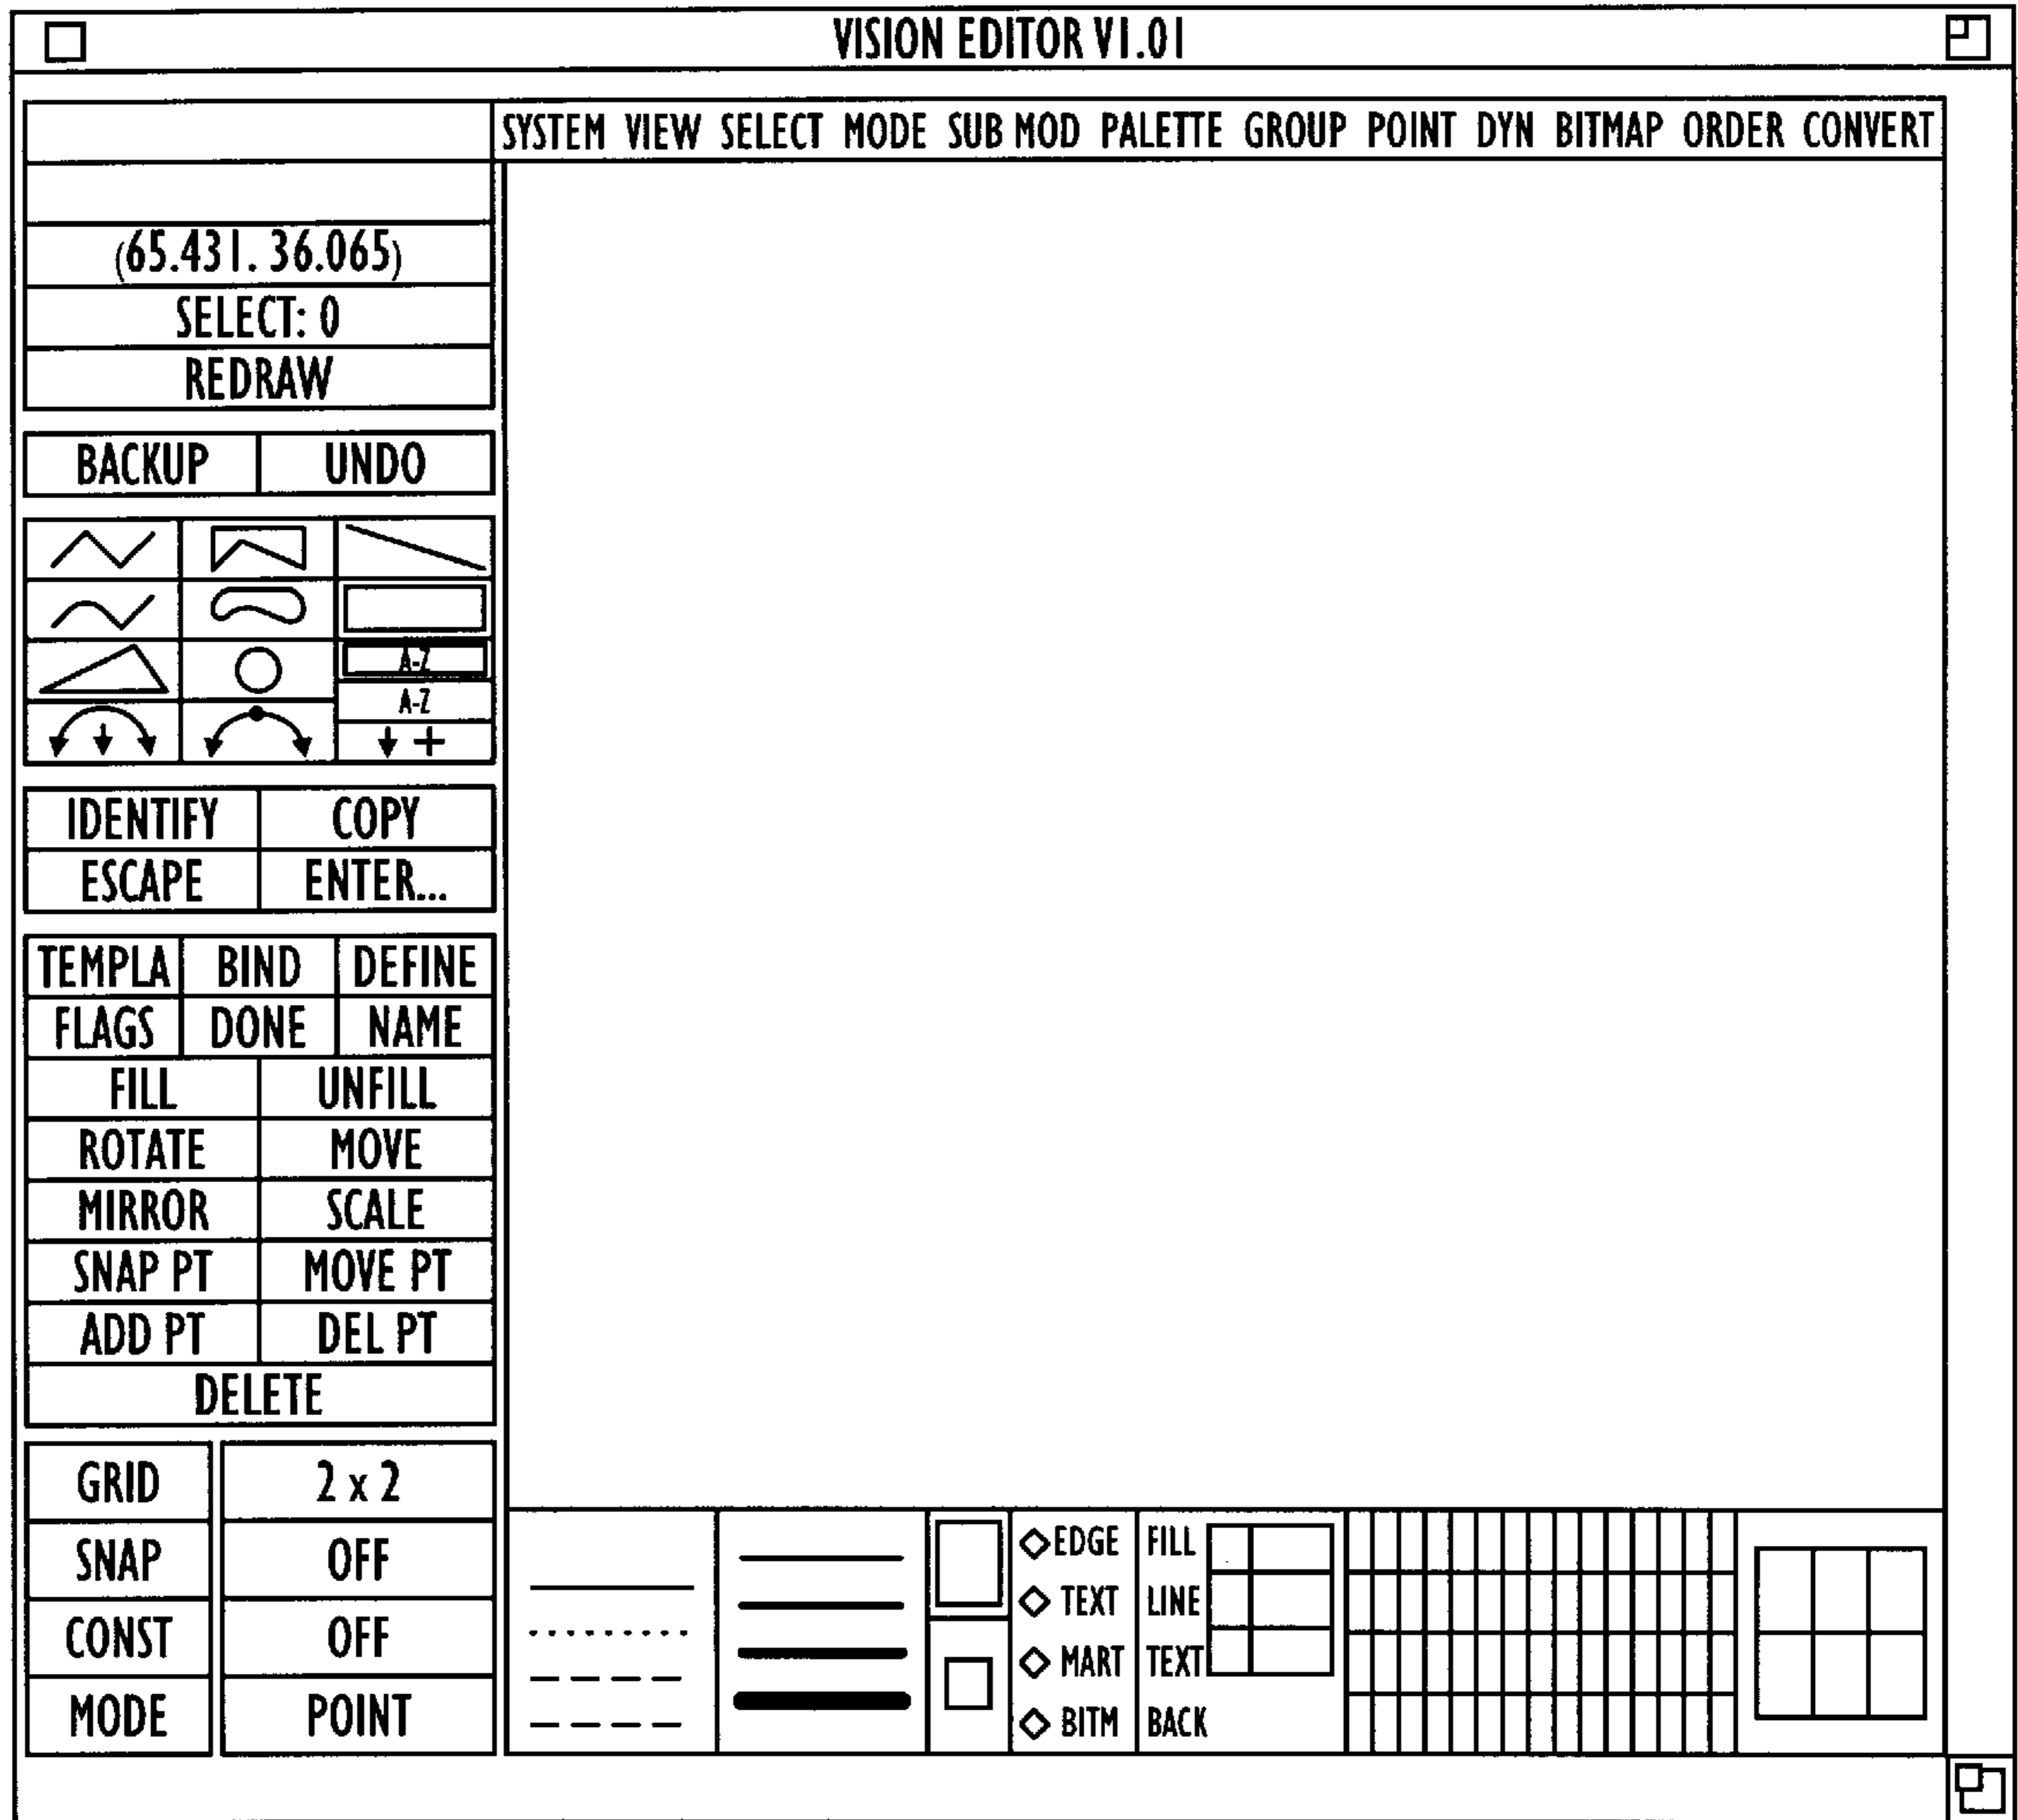 VISION EDITOR V1.01
SYSTEM VIEW SELECT MODE SUB MOD PALETTE GROUP POINT DYN BITMAP ORDER CONVERT
(65.431. 36.065)
SELECT: 0
REDRAW
BACKUP UNDO
A-Z
A-Z
IDENTIFY COPY
ESCAPE ENTER...
TEMPLA BIND DEFINE
FLAGS DONE NAME
FILL UNFILL
ROTATE MOVE
MIRROR SCALE
SNAP PT MOVE PT
ADD PT DEL PT
DELETE
GRID 2 x 2
SNAP OFF
CONST OFF
MODE POINT
EDGE FILL
TEXT LINE
MART TEXT
BITM BACK